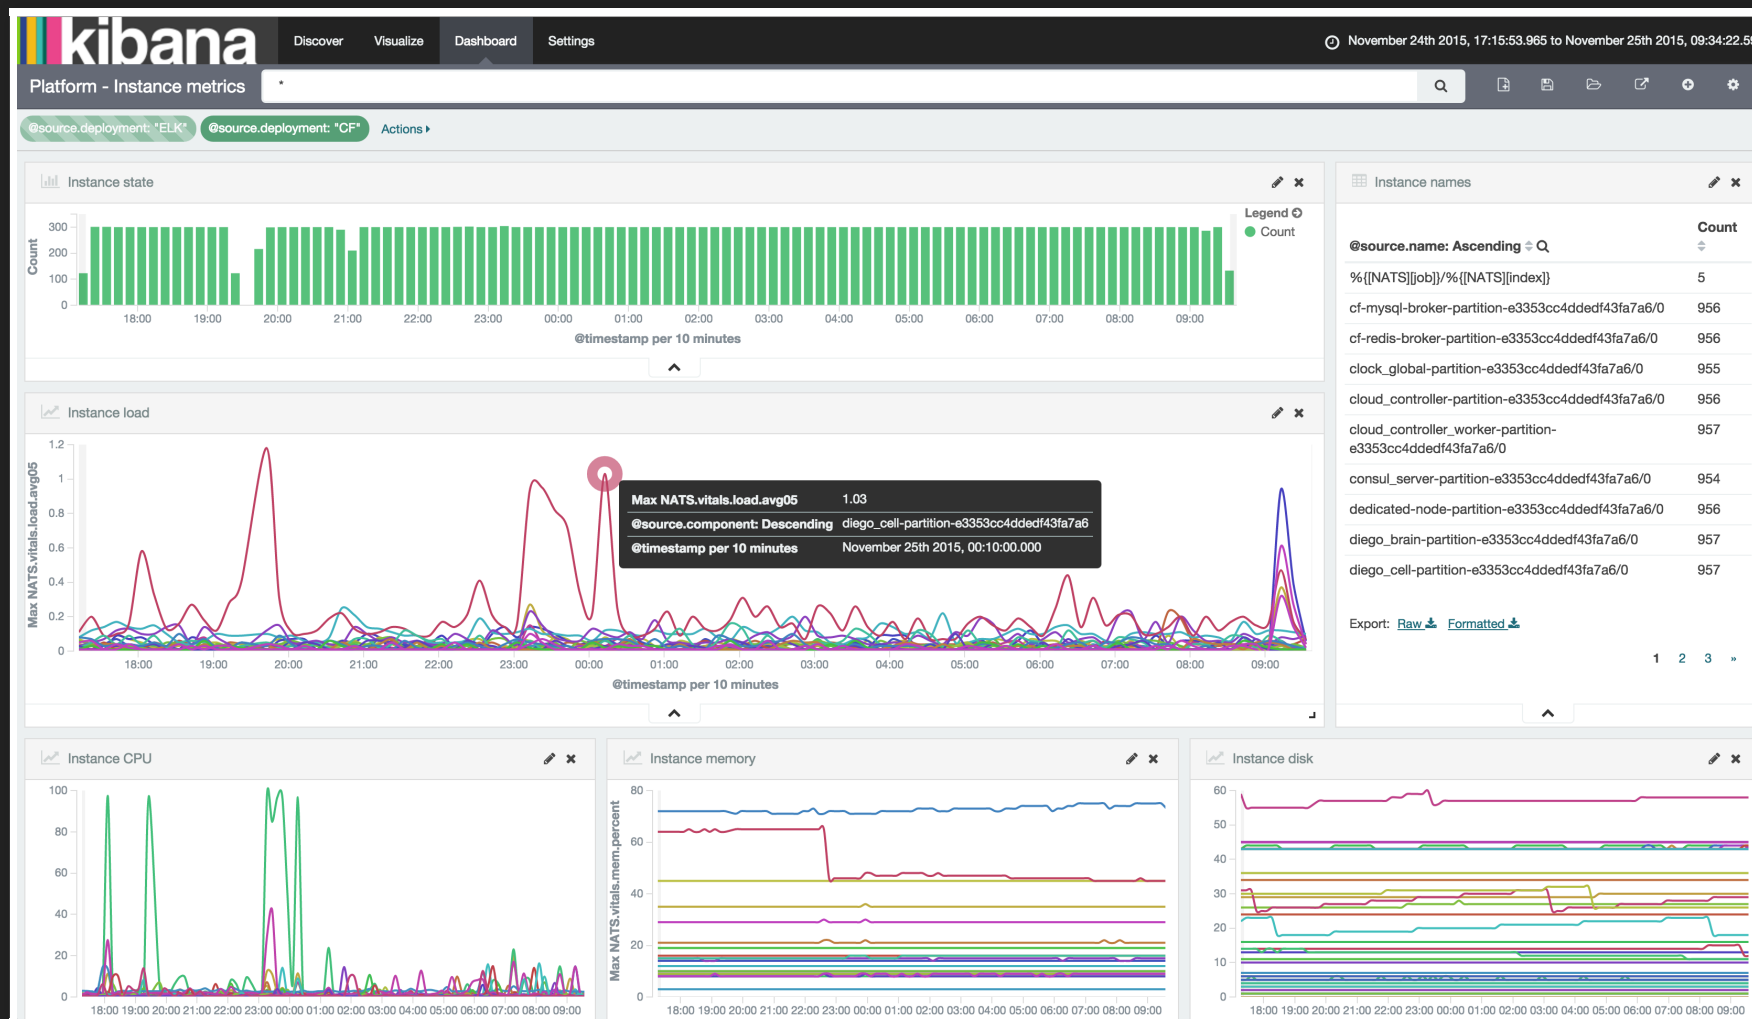 kibana
Discover Visualize Dashboard Settings
November 24th 2015, 17:15:53.965 to November 25th 2015, 09:34:22.59
Platform - Instance metrics
*
@source.deployment: "ELK" @source.deployment: "CF" Actions
Instance state
Legend
Count
Count
300
200
100
0
18:00 19:00 20:00 21:00 22:00 23:00 00:00 01:00 02:00 03:00 04:00 05:00 06:00 07:00 08:00 09:00
@timestamp per 10 minutes
Instance names
@source.name: Ascending Count
%{[NATS][job]}/%{[NATS][index]} 5
cf-mysql-broker-partition-e3353cc4ddedf43fa7a6/0 956
cf-redis-broker-partition-e3353cc4ddedf43fa7a6/0 956
clock_global-partition-e3353cc4ddedf43fa7a6/0 955
cloud_controller-partition-e3353cc4ddedf43fa7a6/0 956
cloud_controller_worker-partition- 957
e3353cc4ddedf43fa7a6/0
consul_server-partition-e3353cc4ddedf43fa7a6/0 954
dedicated-node-partition-e3353cc4ddedf43fa7a6/0 956
diego_brain-partition-e3353cc4ddedf43fa7a6/0 957
diego_cell-partition-e3353cc4ddedf43fa7a6/0 957
Export: Raw Formatted
1 2 3 »
Instance load
Max NATS.vitals.load.avg05
1.2
1
0.8
0.6
0.4
0.2
0
Max NATS.vitals.load.avg05 1.03
@source.component: Descending diego_cell-partition-e3353cc4ddedf43fa7a6
@timestamp per 10 minutes November 25th 2015, 00:10:00.000
18:00 19:00 20:00 21:00 22:00 23:00 00:00 01:00 02:00 03:00 04:00 05:00 06:00 07:00 08:00 09:00
@timestamp per 10 minutes
Instance CPU
100
80
60
40
20
0
18:00 19:00 20:00 21:00 22:00 23:00 00:00 01:00 02:00 03:00 04:00 05:00 06:00 07:00 08:00 09:00
Instance memory
Max NATS.vitals.mem.percent
80
60
40
20
0
18:00 19:00 20:00 21:00 22:00 23:00 00:00 01:00 02:00 03:00 04:00 05:00 06:00 07:00 08:00 09:00
Instance disk
60
50
40
30
20
10
0
18:00 19:00 20:00 21:00 22:00 23:00 00:00 01:00 02:00 03:00 04:00 05:00 06:00 07:00 08:00 09:00